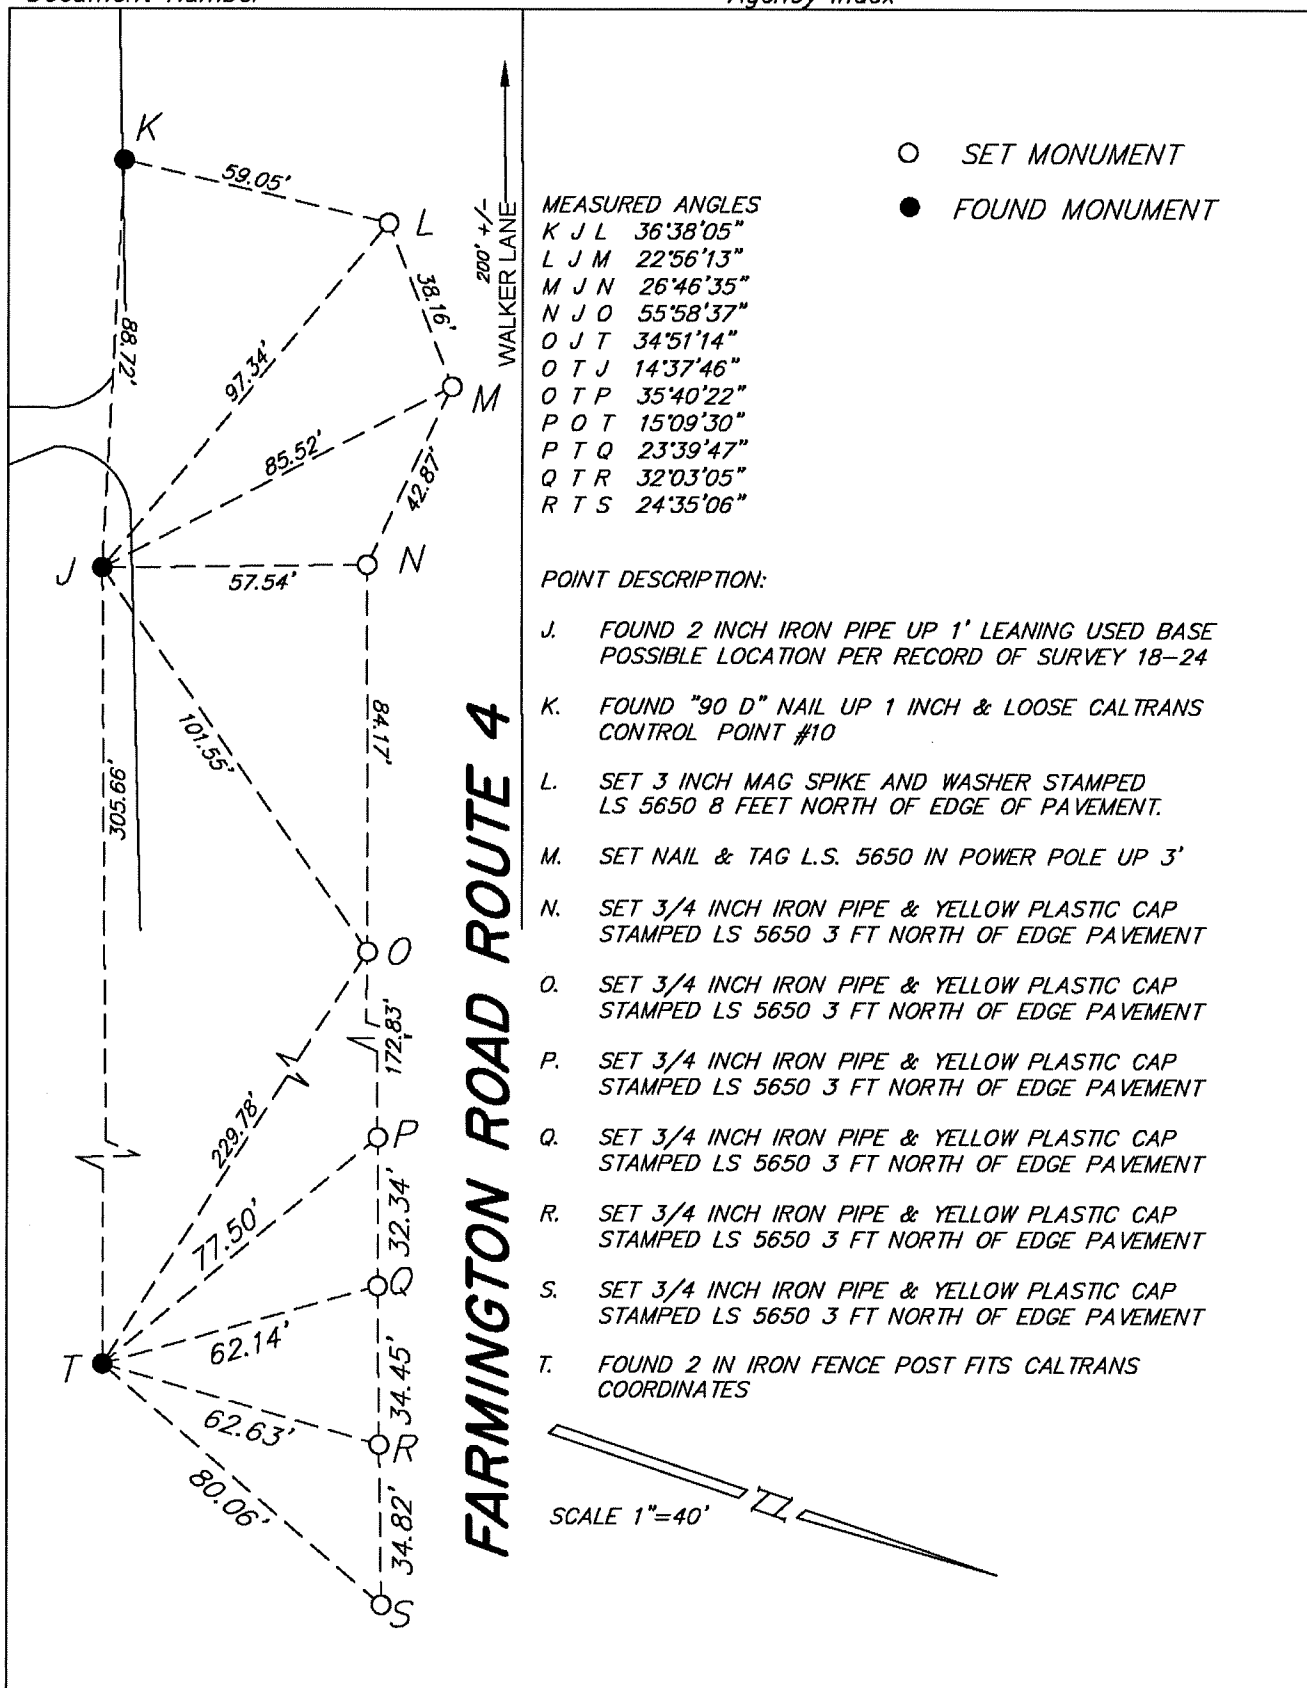 Document Number
Agency Index
K
59.05'
L
200' +/-
WALKER LANE
38.16'
88.72'
97.34'
M
85.52'
42.87'
J
57.54'
N
84.17'
101.55'
305.66'
O
172.83'
229.78'
P
77.50'
32.34'
Q
62.14'
34.45'
T
62.63'
R
80.06'
34.82'
S
FARMINGTON ROAD ROUTE 4
SET MONUMENT
FOUND MONUMENT
MEASURED ANGLES
K J L 36°38'05"
L J M 22°56'13"
M J N 26°46'35"
N J O 55°58'37"
O J T 34°51'14"
O T J 14°37'46"
O T P 35°40'22"
P O T 15°09'30"
P T Q 23°39'47"
Q T R 32°03'05"
R T S 24°35'06"
POINT DESCRIPTION:
J. FOUND 2 INCH IRON PIPE UP 1' LEANING USED BASE
POSSIBLE LOCATION PER RECORD OF SURVEY 18-24
K. FOUND "90 D" NAIL UP 1 INCH & LOOSE CALTRANS
CONTROL POINT #10
L. SET 3 INCH MAG SPIKE AND WASHER STAMPED
LS 5650 8 FEET NORTH OF EDGE OF PAVEMENT.
M. SET NAIL & TAG L.S. 5650 IN POWER POLE UP 3'
N. SET 3/4 INCH IRON PIPE & YELLOW PLASTIC CAP
STAMPED LS 5650 3 FT NORTH OF EDGE PAVEMENT
O. SET 3/4 INCH IRON PIPE & YELLOW PLASTIC CAP
STAMPED LS 5650 3 FT NORTH OF EDGE PAVEMENT
P. SET 3/4 INCH IRON PIPE & YELLOW PLASTIC CAP
STAMPED LS 5650 3 FT NORTH OF EDGE PAVEMENT
Q. SET 3/4 INCH IRON PIPE & YELLOW PLASTIC CAP
STAMPED LS 5650 3 FT NORTH OF EDGE PAVEMENT
R. SET 3/4 INCH IRON PIPE & YELLOW PLASTIC CAP
STAMPED LS 5650 3 FT NORTH OF EDGE PAVEMENT
S. SET 3/4 INCH IRON PIPE & YELLOW PLASTIC CAP
STAMPED LS 5650 3 FT NORTH OF EDGE PAVEMENT
T. FOUND 2 IN IRON FENCE POST FITS CALTRANS
COORDINATES
N
SCALE 1"=40'